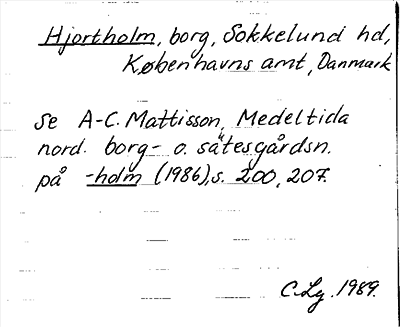 Hjortholm, borg, Sokkelund hd,
Københavns amt, Danmark
Se A-C. Mattisson, Medeltida
nord. borg- o. sätesgårdsn.
på -holm (1986), s. 200, 207.
C. Lg. 1989.